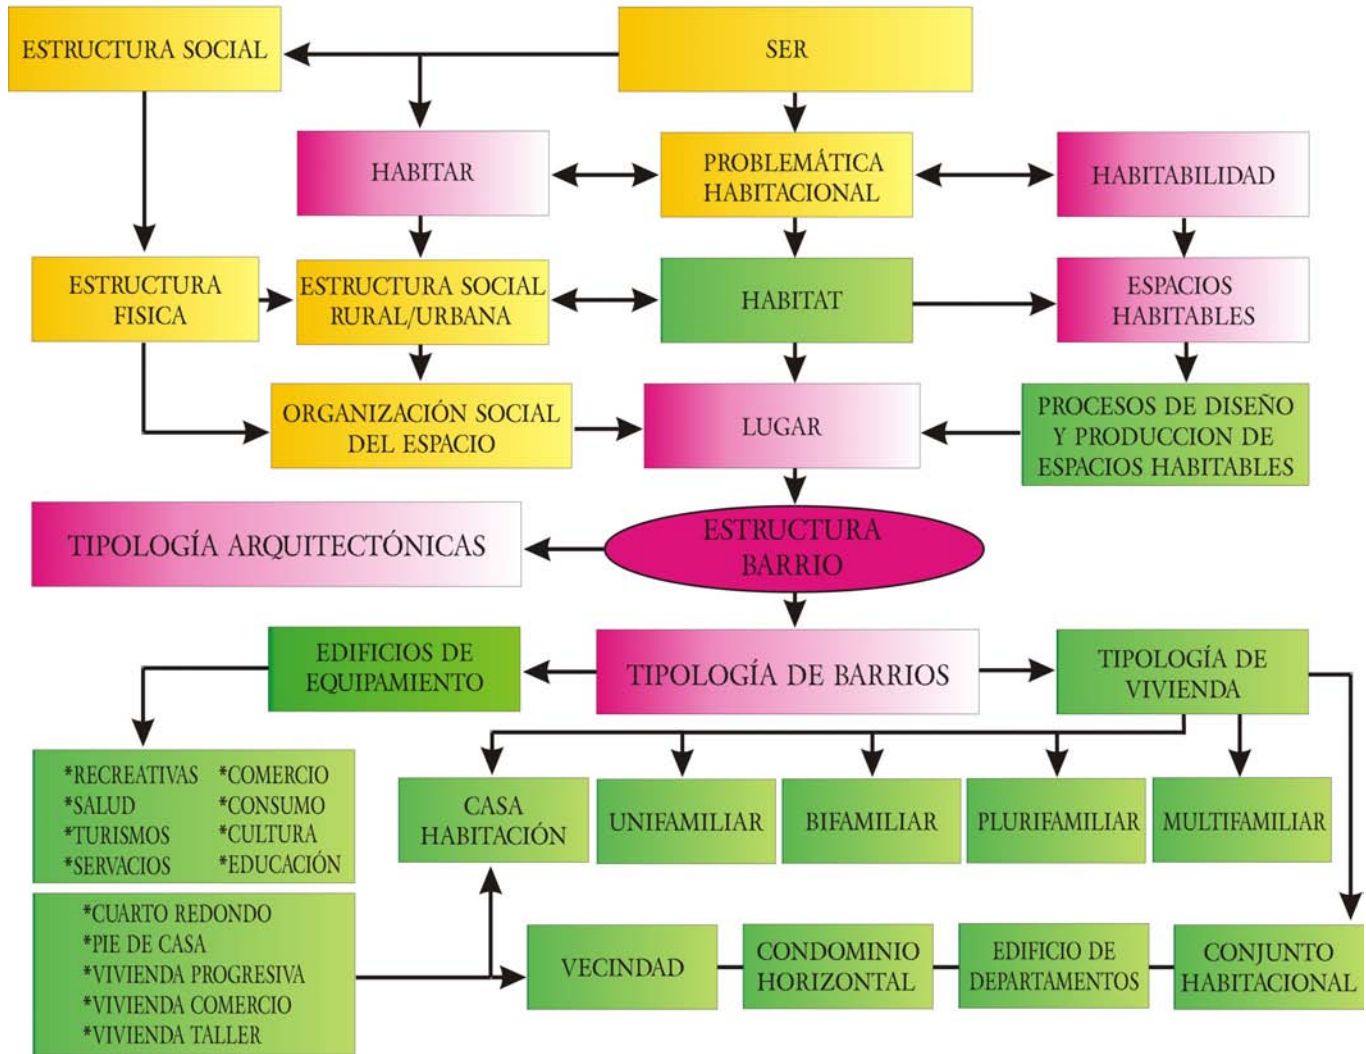 ESTRUCTURA SOCIAL
SER
HABITAR
PROBLEMÁTICA
HABITACIONAL
HABITABILIDAD
ESTRUCTURA
FISICA
ESTRUCTURA SOCIAL
RURAL/URBANA
HABITAT
ESPACIOS
HABITABLES
ORGANIZACIÓN SOCIAL
DEL ESPACIO
LUGAR
PROCESOS DE DISEÑO
Y PRODUCCION DE
ESPACIOS HABITABLES
TIPOLOGÍA ARQUITECTÓNICAS
ESTRUCTURA
BARRIO
EDIFICIOS DE
EQUIPAMIENTO
TIPOLOGÍA DE BARRIOS
TIPOLOGÍA DE
VIVIENDA
*RECREATIVAS *COMERCIO
*SALUD *CONSUMO
*TURISMOS *CULTURA
*SERVACIOS *EDUCACIÓN
CASA
HABITACIÓN
UNIFAMILIAR
BIFAMILIAR
PLURIFAMILIAR
MULTIFAMILIAR
*CUARTO REDONDO
*PIE DE CASA
*VIVIENDA PROGRESIVA
*VIVIENDA COMERCIO
*VIVIENDA TALLER
VECINDAD
CONDOMINIO
HORIZONTAL
EDIFICIO DE
DEPARTAMENTOS
CONJUNTO
HABITACIONAL